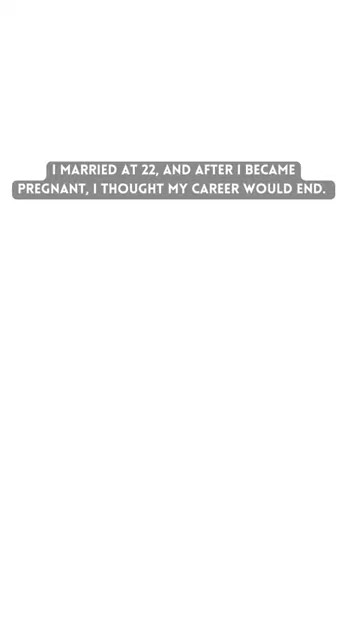 I MARRIED AT 22, AND AFTER I BECAME
PREGNANT, I THOUGHT MY CAREER WOULD END.